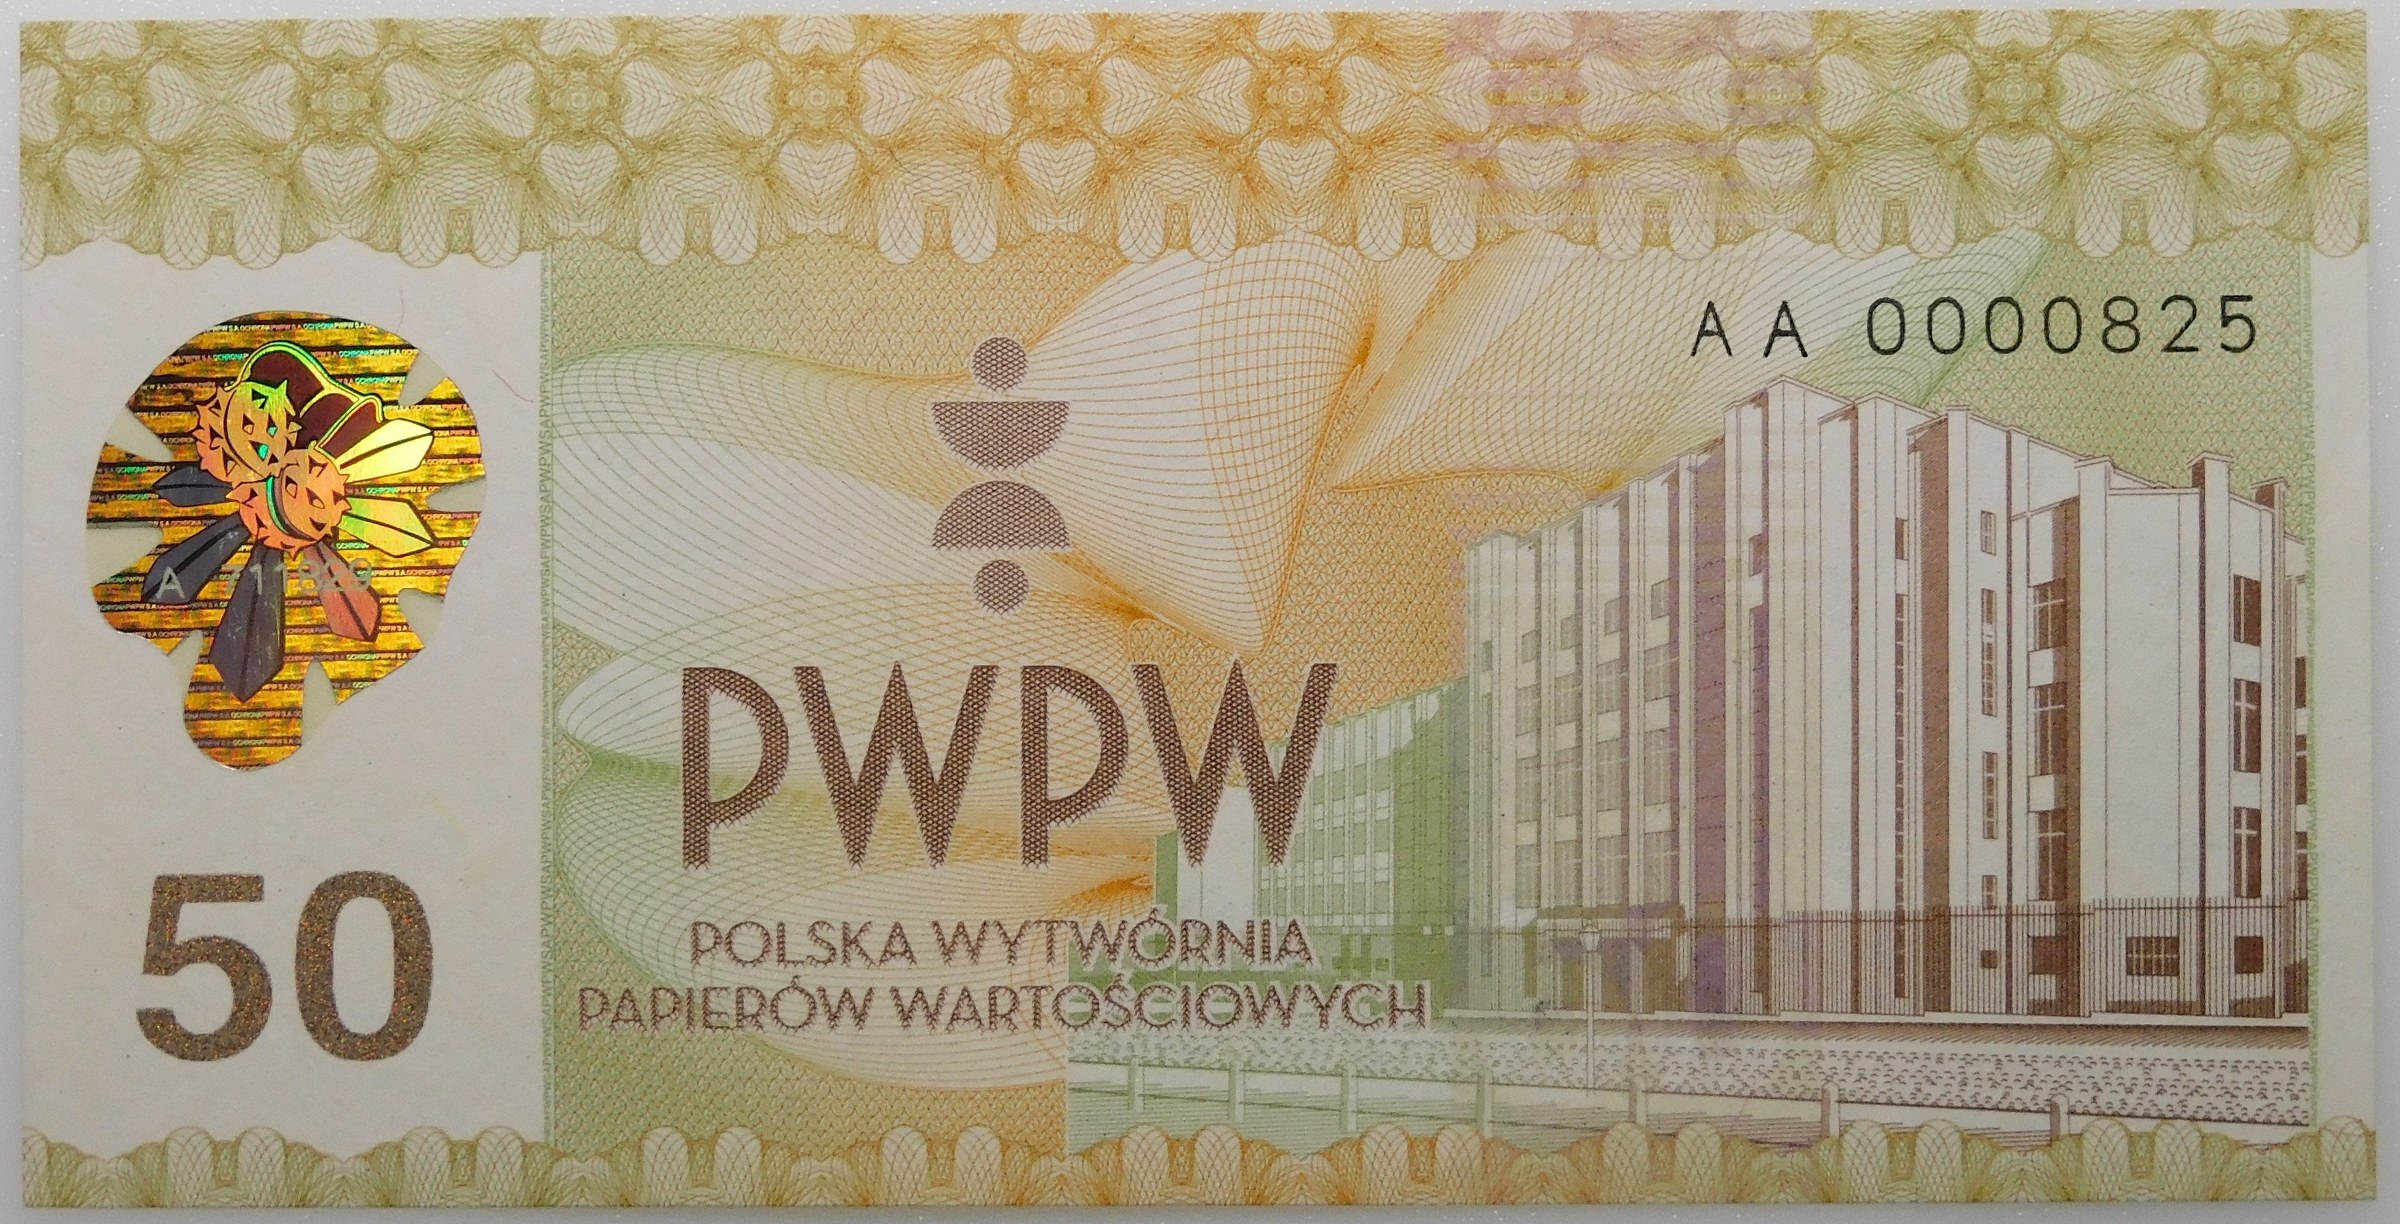 AA 0000825
PWPW
50
POLSKA WYTWÓRNIA
PAPIERÓW WARTOŚCIOWYCH